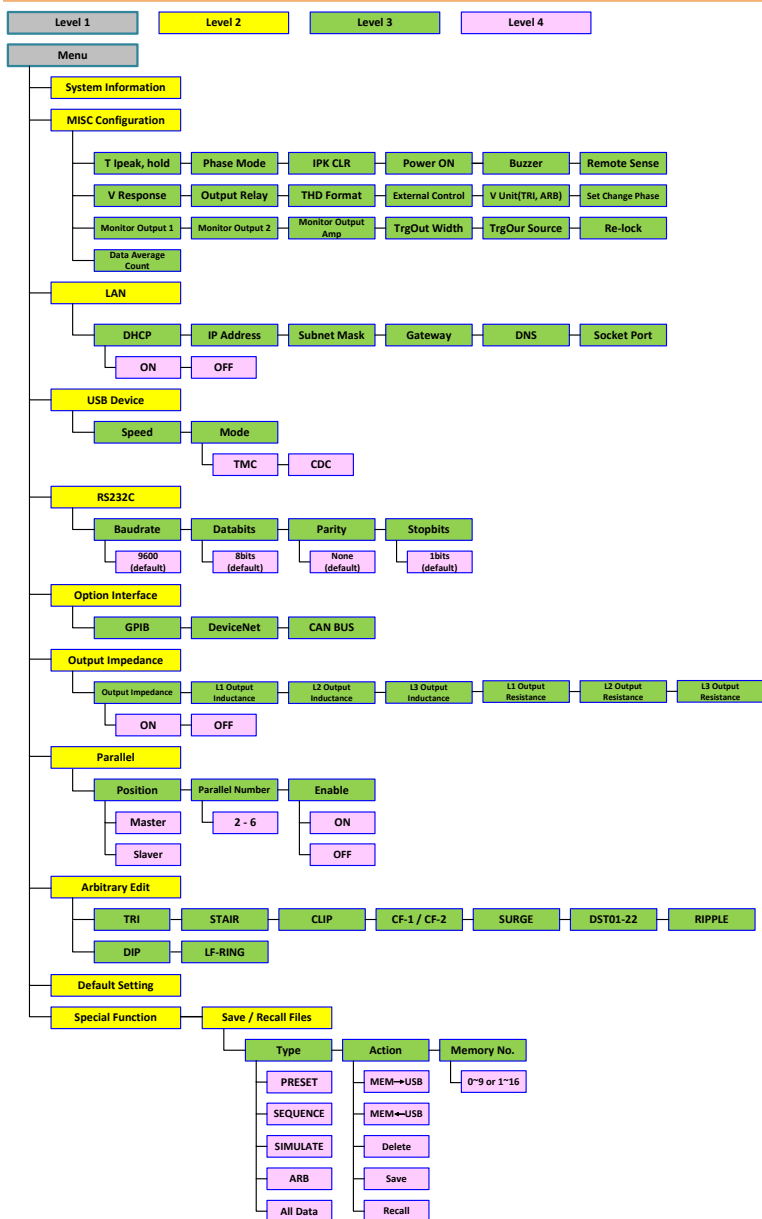 Level 1 Level 2 Level 3 Level 4
Menu
System Information
MISC Configuration
T Ipeak, hold Phase Mode IPK CLR Power ON Buzzer Remote Sense
V Response Output Relay THD Format External Control V Unit(TRI, ARB) Set Change Phase
Monitor Output 1 Monitor Output 2 Monitor Output Amp TrgOut Width TrgOur Source Re-lock
Data Average Count
LAN
DHCP IP Address Subnet Mask Gateway DNS Socket Port
ON OFF
USB Device
Speed Mode
TMC CDC
RS232C
Baudrate Databits Parity Stopbits
9600 (default) 8bits (default) None (default) 1bits (default)
Option Interface
GPIB DeviceNet CAN BUS
Output Impedance
Output Impedance L1 Output Inductance L2 Output Inductance L3 Output Inductance L1 Output Resistance L2 Output Resistance L3 Output Resistance
ON OFF
Parallel
Position Parallel Number Enable
Master 2 - 6 ON
Slaver OFF
Arbitrary Edit
TRI STAIR CLIP CF-1 / CF-2 SURGE DST01-22 RIPPLE
DIP LF-RING
Default Setting
Special Function Save / Recall Files
Type Action Memory No.
PRESET MEM→USB 0~9 or 1~16
SEQUENCE MEM←USB
SIMULATE Delete
ARB Save
All Data Recall